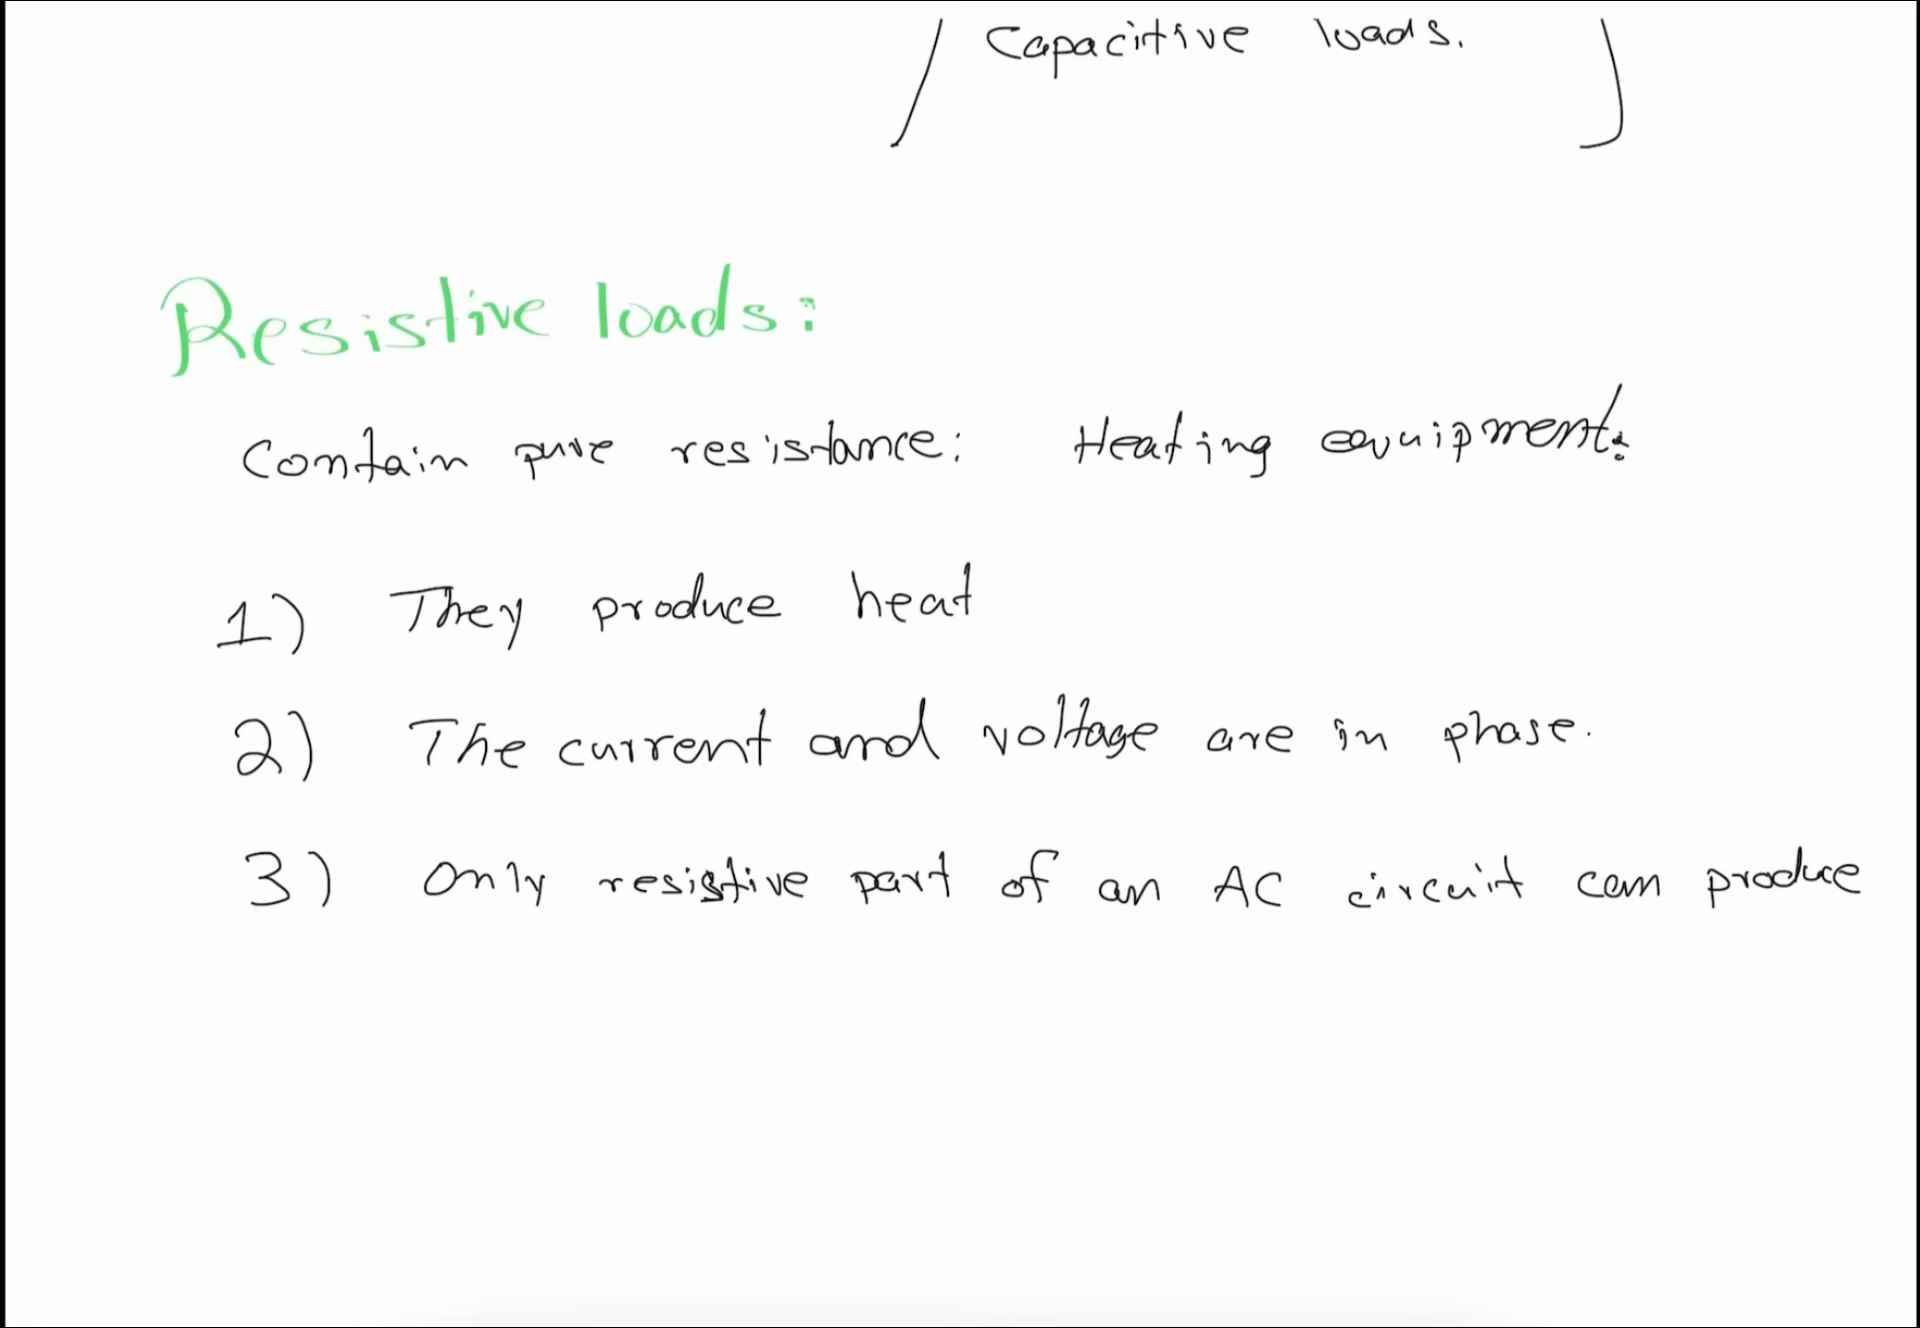 Capacitive loads.
Resistive loads:
Contain pure resistance: Heating equipment:
1) They produce heat
2) The current and voltage are in phase.
3) Only resistive part of an AC circuit can produce